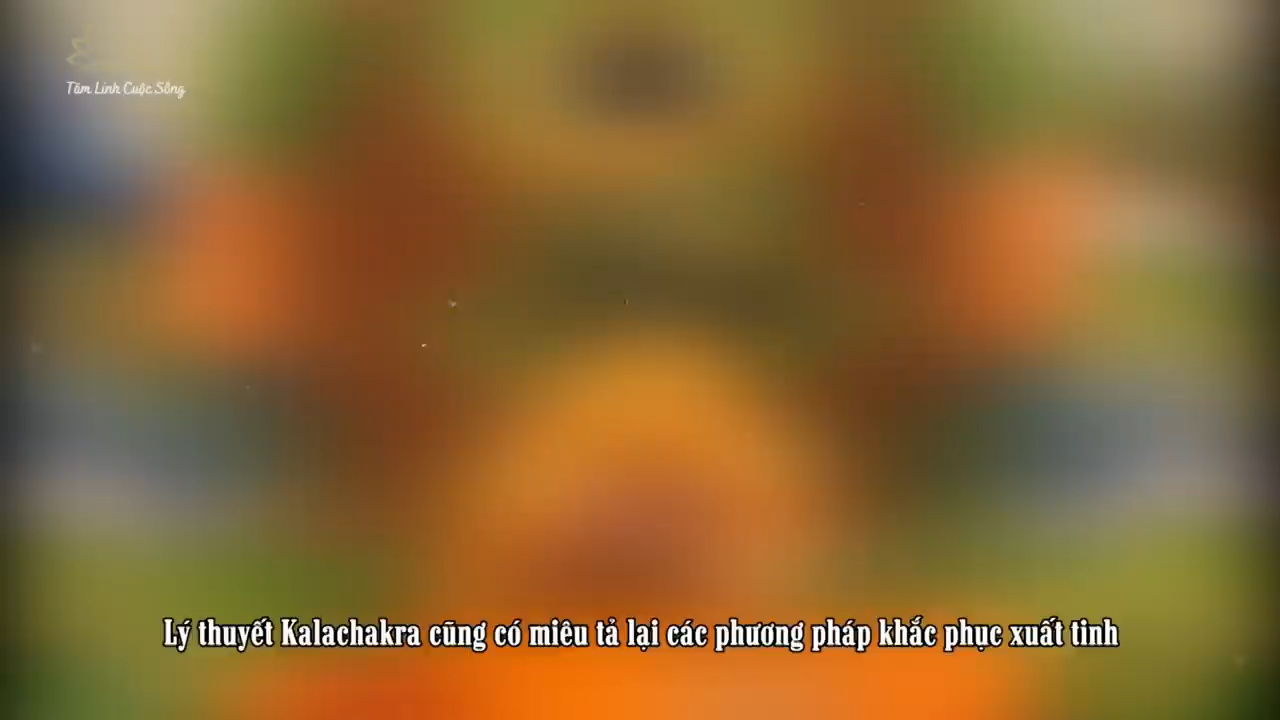 Tâm Linh Cuộc Sống
Lý thuyết Kalachakra cũng có miêu tả lại các phương pháp khắc phục xuất tinh